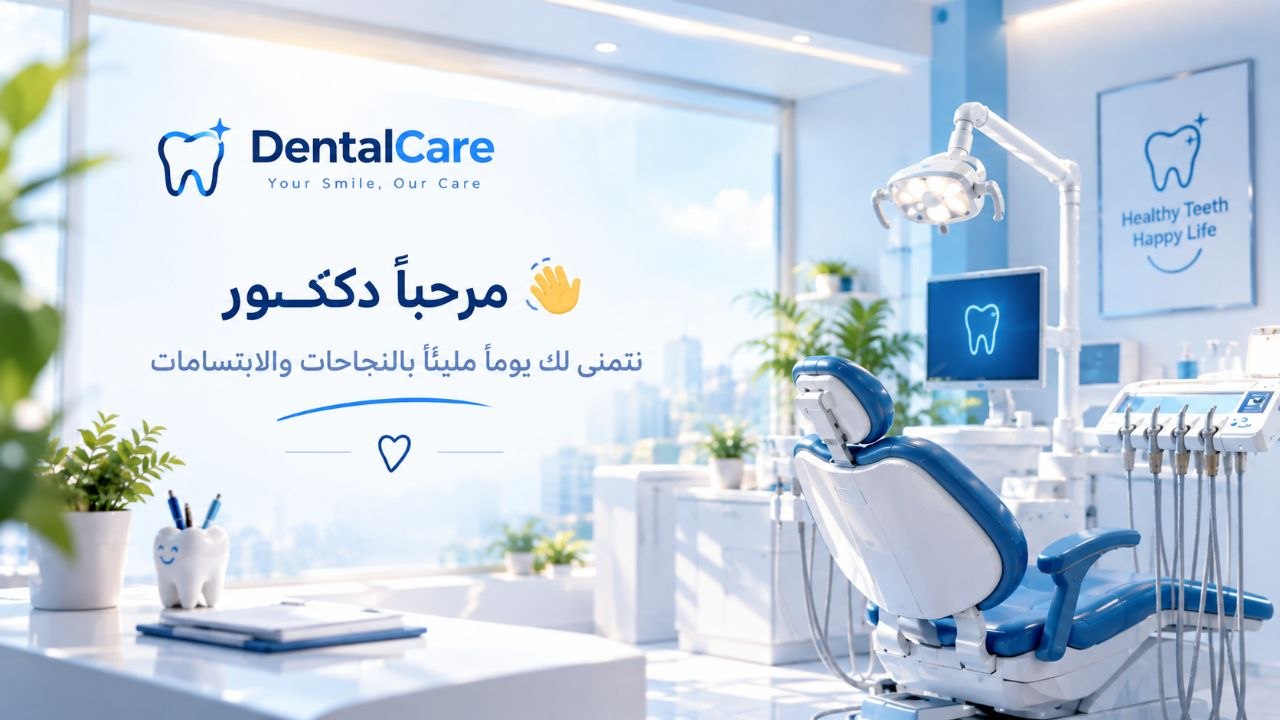 DentalCare
Your Smile, Our Care
مرحباً دكتـور 👋
نتمنى لك يوماً مليئاً بالنجاحات والابتسامات
Healthy Teeth
Happy Life